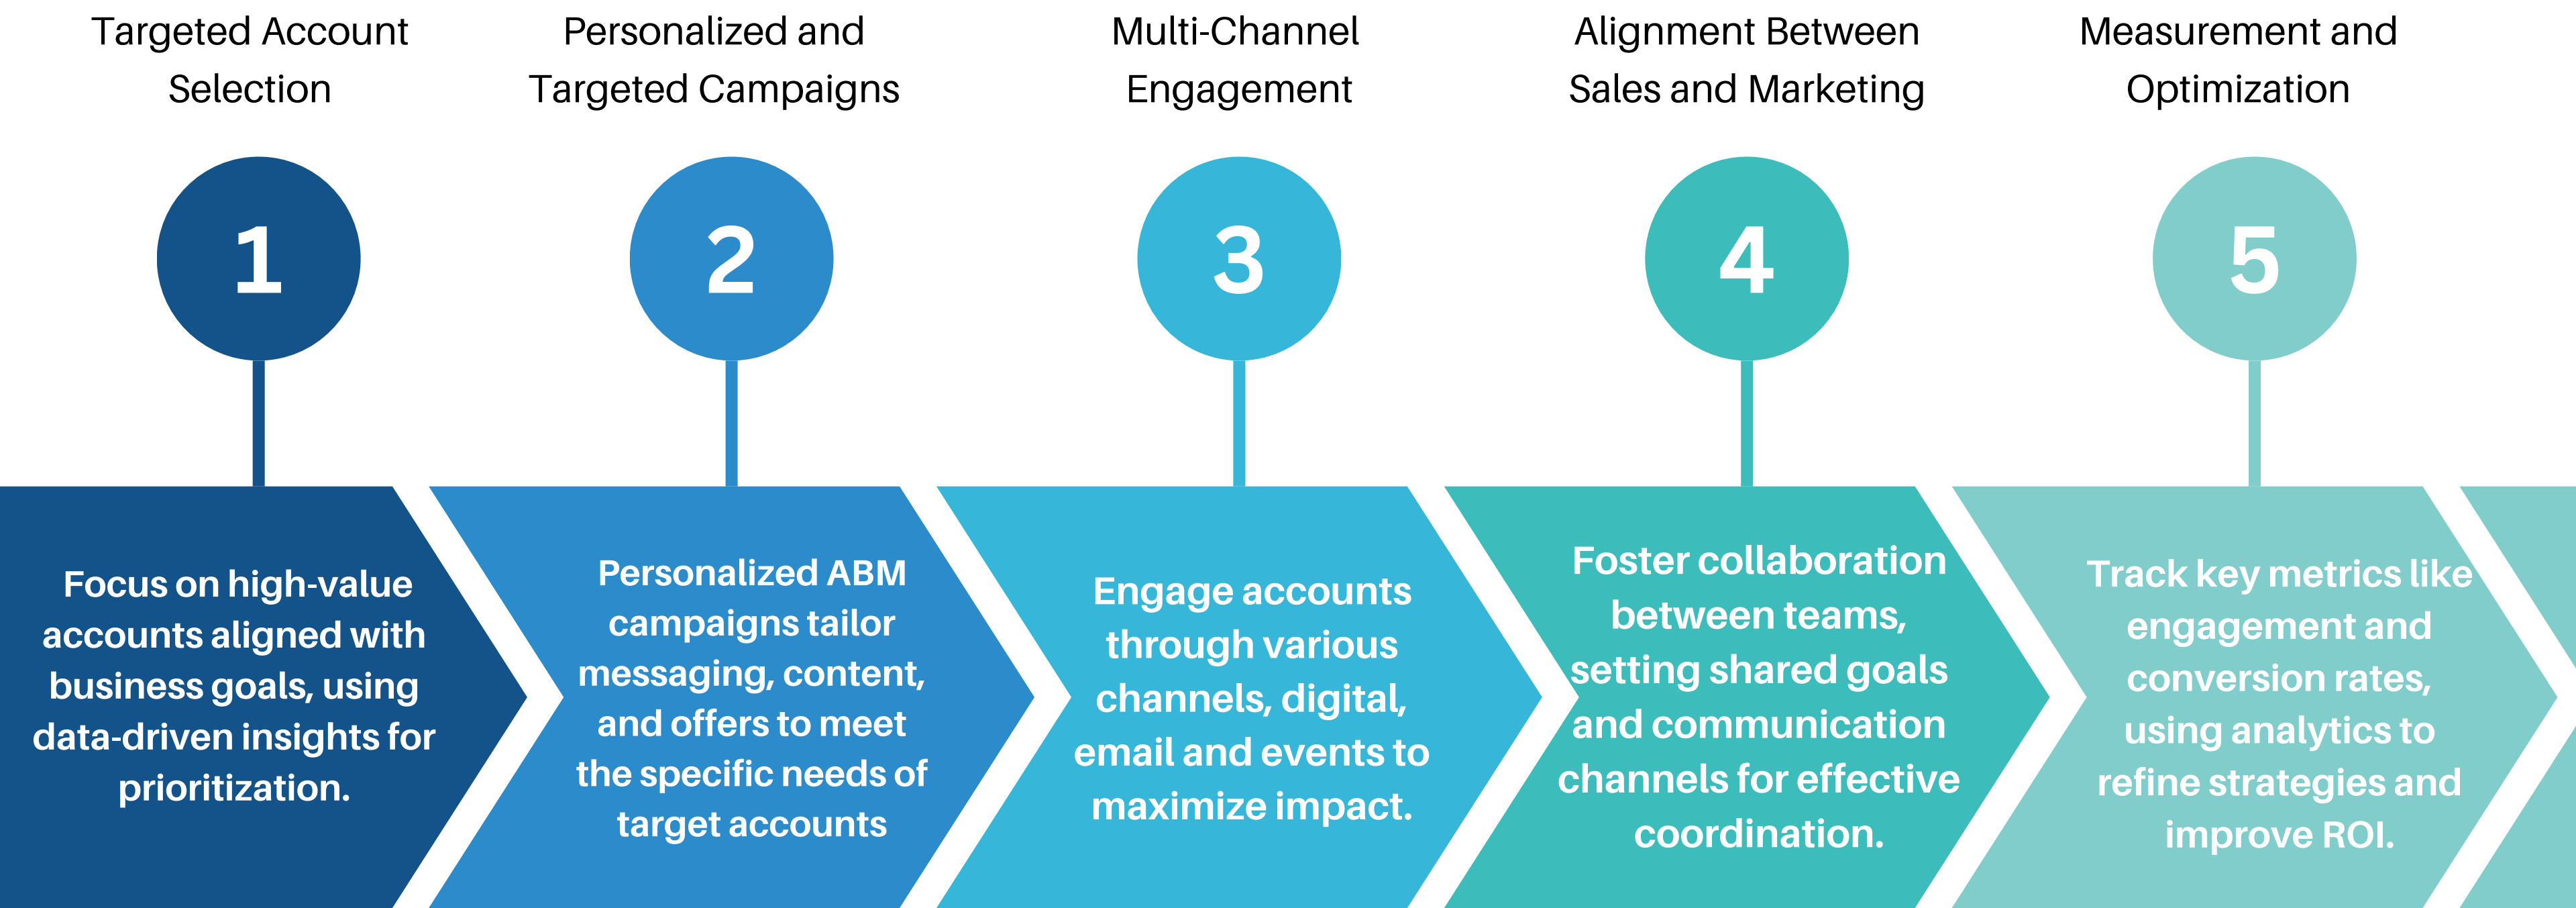 Targeted Account
Selection
1
Focus on high-value
accounts aligned with
business goals, using
data-driven insights for
prioritization.
Personalized and
Targeted Campaigns
2
Personalized ABM
campaigns tailor
messaging, content,
and offers to meet
the specific needs of
target accounts
Multi-Channel
Engagement
3
Engage accounts
through various
channels, digital,
email and events to
maximize impact.
Alignment Between
Sales and Marketing
4
Foster collaboration
between teams,
setting shared goals
and communication
channels for effective
coordination.
Measurement and
Optimization
5
Track key metrics like
engagement and
conversion rates,
using analytics to
refine strategies and
improve ROI.